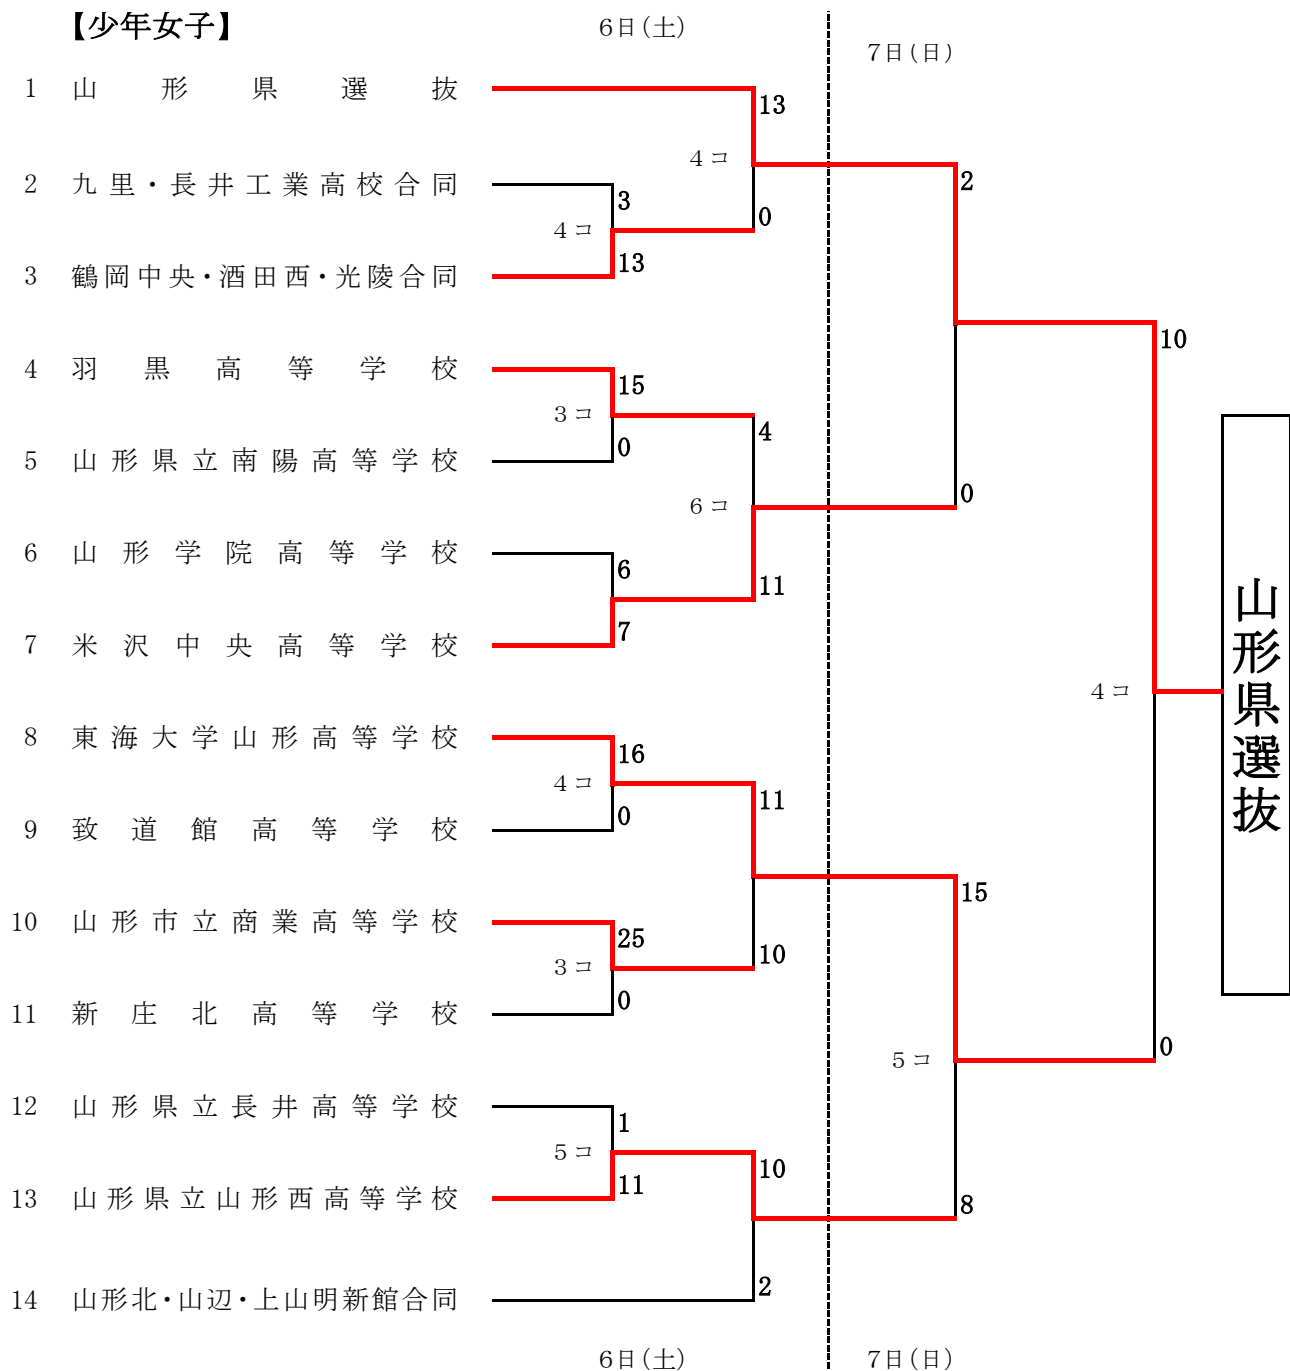 【少年女子】
6日(土)
7日(日)
1 山形県選抜
13
4コ
2 九里・長井工業高校合同
2
3
0
4コ
13
3 鶴岡中央・酒田西・光陵合同
10
4 羽黒高等学校
15
3コ
4
0
5 山形県立南陽高等学校
0
6コ
6 山形学院高等学校
6
11
7
7 米沢中央高等学校
4コ
山形県選抜
8 東海大学山形高等学校
16
4コ
11
0
9 致道館高等学校
15
10 山形市立商業高等学校
25
10
3コ
0
11 新庄北高等学校
0
5コ
12 山形県立長井高等学校
1
5コ
10
11
13 山形県立山形西高等学校
8
2
14 山形北・山辺・上山明新館合同
6日(土)
7日(日)